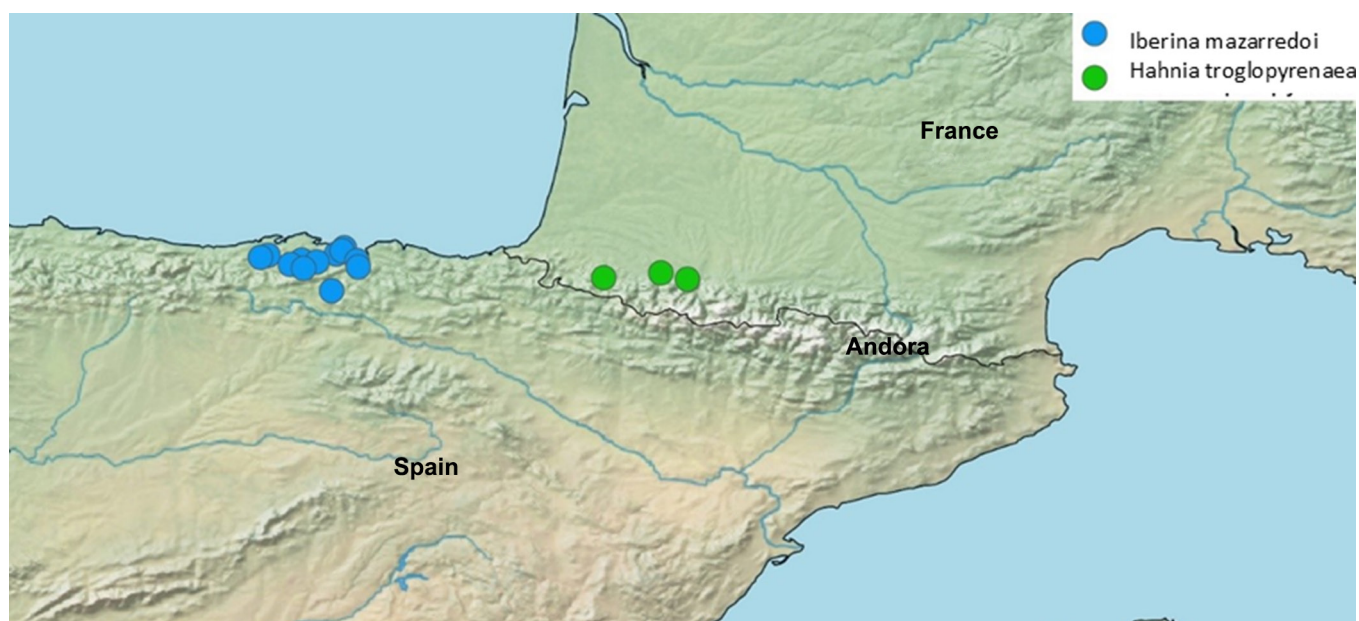 Iberina mazarredoi
Hahnia troglopyrenaea
France
Andora
Spain